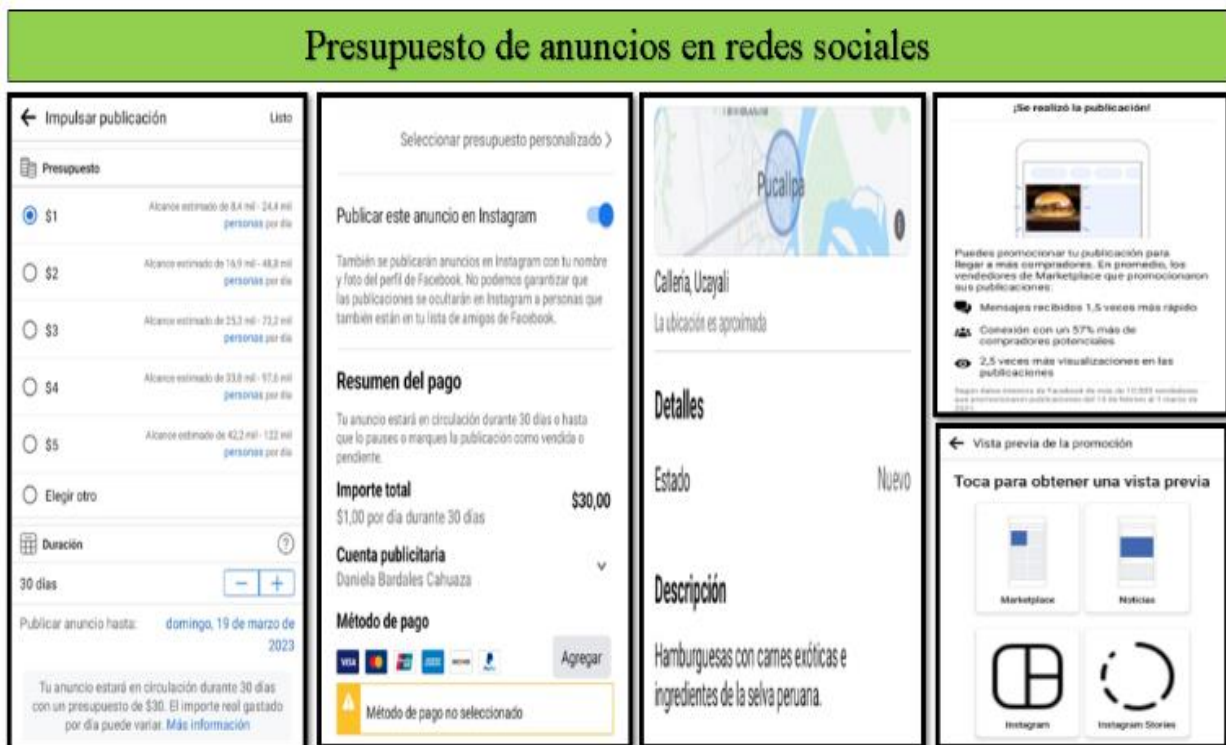 Presupuesto de anuncios en redes sociales
← Impulsar publicación Listo
Presupuesto
$1 Alcance estimado de 8,4 mil - 24,4 mil
personas por día
$2 Alcance estimado de 16,9 mil - 48,8 mil
personas por día
$3 Alcance estimado de 25,3 mil - 73,2 mil
personas por día
$4 Alcance estimado de 33,8 mil - 97,6 mil
personas por día
$5 Alcance estimado de 42,2 mil - 122 mil
personas por día
Elegir otro
Duración
30 días
Publicar anuncio hasta: domingo, 19 de marzo de
2023
Tu anuncio estará en circulación durante 30 días
con un presupuesto de $30. El importe real gastado
por día puede variar. Más información
Seleccionar presupuesto personalizado >
Publicar este anuncio en Instagram
También se publicarán anuncios en Instagram con tu nombre
y foto del perfil de Facebook. No podemos garantizar que
las publicaciones se ocultarán en Instagram a personas que
también están en tu lista de amigos de Facebook.
Resumen del pago
Tu anuncio estará en circulación durante 30 días o hasta
que lo pauses o marques la publicación como vendida o
pendiente.
Importe total $30,00
$1,00 por día durante 30 días
Cuenta publicitaria
Daniela Bardales Cahuaza
Método de pago
VISA
Agregar
Método de pago no seleccionado
Pucallpa
Callería, Ucayali
La ubicación es aproximada
Detalles
Estado Nuevo
Descripción
Hamburguesas con carnes exóticas e
ingredientes de la selva peruana.
¡Se realizó la publicación!
Puedes promocionar tu publicación para
llegar a más compradores. En promedio, los
vendedores de Marketplace que promocionaron
sus publicaciones:
Mensajes recibidos 1,5 veces más rápido
Conexión con un 57% más de
compradores potenciales
2,5 veces más visualizaciones en las
publicaciones
← Vista previa de la promoción
Toca para obtener una vista previa
Marketplace Noticias
Instagram Instagram Stories